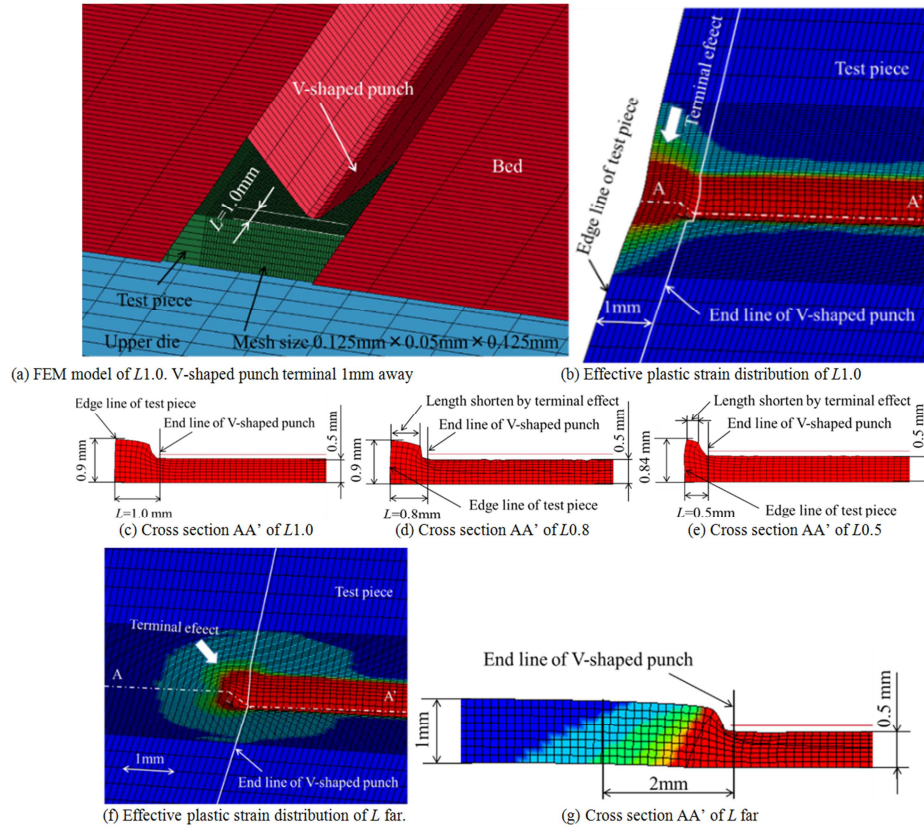 V-shaped punch
Bed
L=1.0mm
Test piece
Upper die
Mesh size 0.125mm×0.05mm×0.125mm
(a) FEM model of L1.0. V-shaped punch terminal 1mm away
Test piece
Terminal efeect
A
A'
Edge line of test piece
1mm
End line of V-shaped punch
(b) Effective plastic strain distribution of L1.0
Edge line of test piece
End line of V-shaped punch
0.9 mm
0.5 mm
L=1.0 mm
(c) Cross section AA' of L1.0
Length shorten by terminal effect
End line of V-shaped punch
0.9 mm
0.5 mm
Edge line of test piece
L=0.8mm
(d) Cross section AA' of L0.8
Length shorten by terminal effect
End line of V-shaped punch
0.84 mm
0.5 mm
Edge line of test piece
L=0.5mm
(e) Cross section AA' of L0.5
Test piece
Terminal efeect
A
A'
1mm
End line of V-shaped punch
(f) Effective plastic strain distribution of L far.
End line of V-shaped punch
1mm
0.5 mm
2mm
(g) Cross section AA' of L far